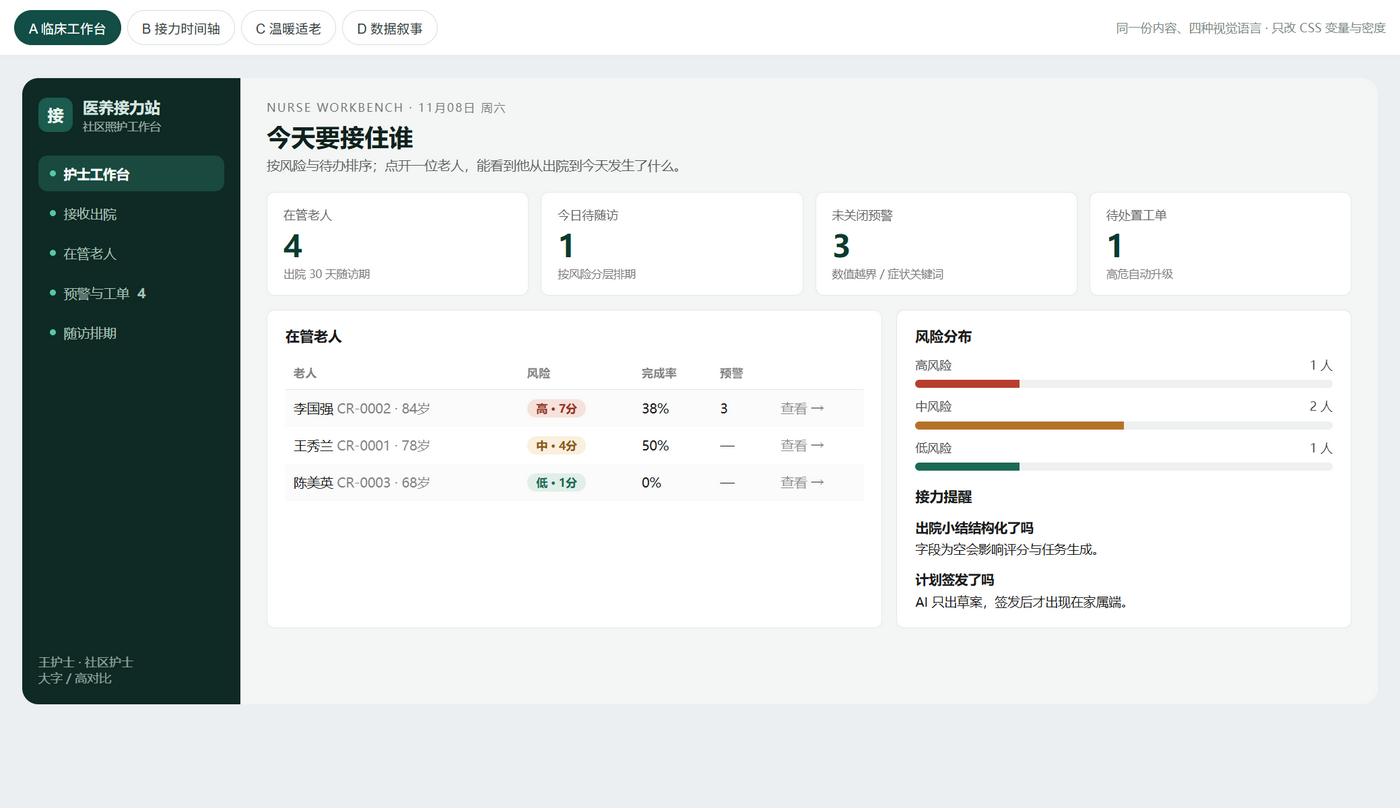 A 临床工作台
B 接力时间轴
C 温暖适老
D 数据叙事
同一份内容、四种视觉语言 · 只改 CSS 变量与密度
接
医养接力站
社区照护工作台
护士工作台
接收出院
在管老人
预警与工单 4
随访排期
王护士 · 社区护士
大字 / 高对比
NURSE WORKBENCH · 11月08日 周六
今天要接住谁
按风险与待办排序；点开一位老人，能看到他从出院到今天发生了什么。
在管老人
4
出院 30 天随访期
今日待随访
1
按风险分层排期
未关闭预警
3
数值越界 / 症状关键词
待处置工单
1
高危自动升级
在管老人
老人 风险 完成率 预警
李国强 CR-0002 · 84岁 高 • 7分 38% 3 查看 →
王秀兰 CR-0001 · 78岁 中 • 4分 50% — 查看 →
陈美英 CR-0003 · 68岁 低 • 1分 0% — 查看 →
风险分布
高风险 1 人
中风险 2 人
低风险 1 人
接力提醒
出院小结结构化了吗
字段为空会影响评分与任务生成。
计划签发了吗
AI 只出草案，签发后才出现在家属端。